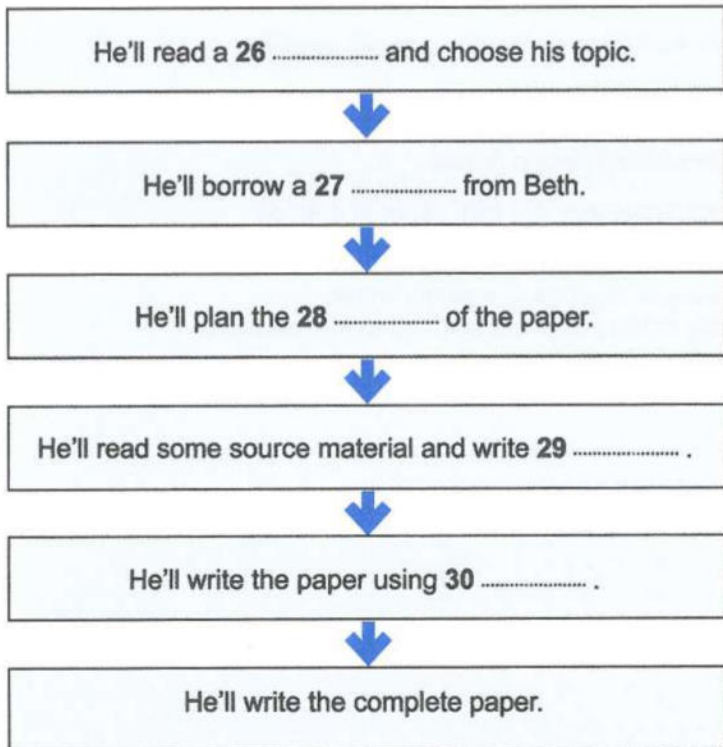 He'll read a 26 ..................... and choose his topic.
He'll borrow a 27 ..................... from Beth.
He'll plan the 28 ..................... of the paper.
He'll read some source material and write 29 ..................... .
He'll write the paper using 30 ..................... .
He'll write the complete paper.